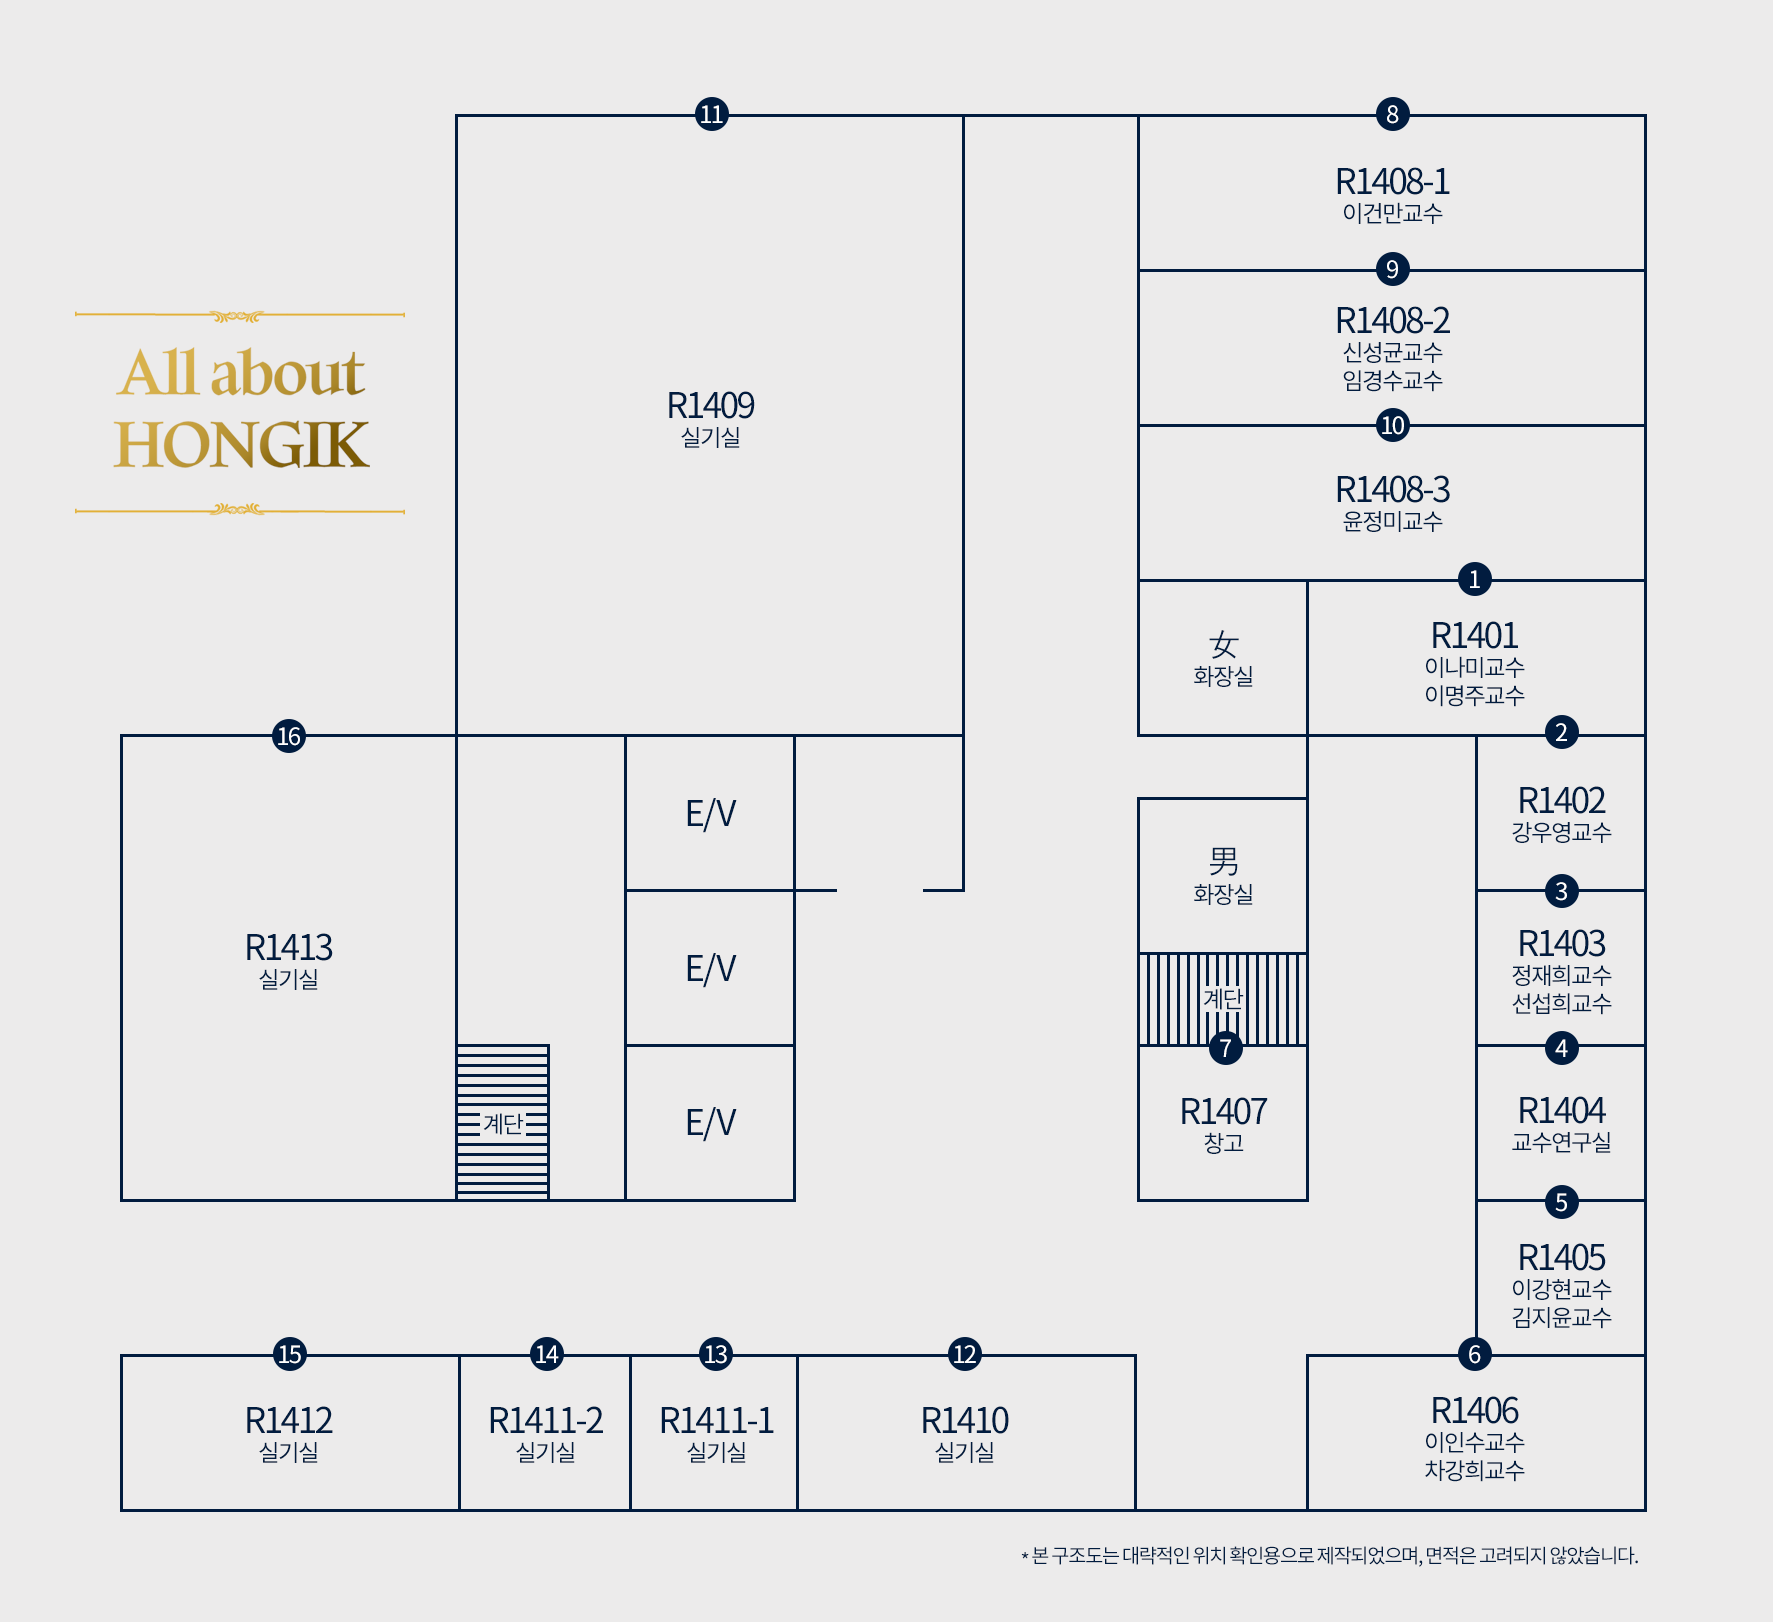 All about
HONGIK
11
R1409
실기실
8
R1408-1
이건만교수
9
R1408-2
신성균교수
임경수교수
10
R1408-3
윤정미교수
女
화장실
1
R1401
이나미교수
이명주교수
2
R1402
강우영교수
3
R1403
정재희교수
선섭희교수
4
R1404
교수연구실
5
R1405
이강현교수
김지윤교수
6
R1406
이인수교수
차강희교수
男
화장실
계단
7
R1407
창고
16
R1413
실기실
계단
E/V
E/V
E/V
15
R1412
실기실
14
R1411-2
실기실
13
R1411-1
실기실
12
R1410
실기실
* 본 구조도는 대략적인 위치 확인용으로 제작되었으며, 면적은 고려되지 않았습니다.